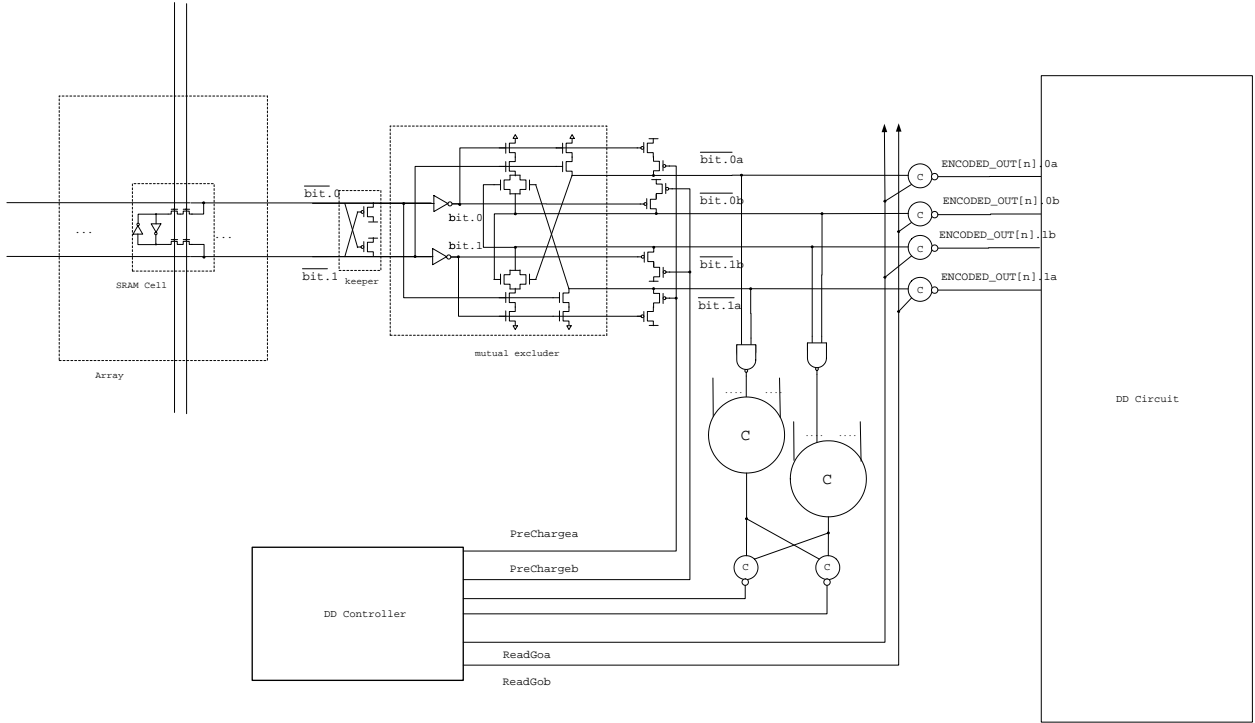 bit.0a
ENCODED_OUT[n].0a
bit.0
bit.0b
ENCODED_OUT[n].0b
bit.0
... ...
bit.1
ENCODED_OUT[n].1b
bit.1
bit.1b
SRAM Cell
keeper
ENCODED_OUT[n].1a
bit.1a
mutual excluder
Array
.... ....
DD Circuit
C
.... ....
C
PreChargea
PreChargeb
DD Controller
ReadGoa
ReadGob
C
C
C
C
C
C